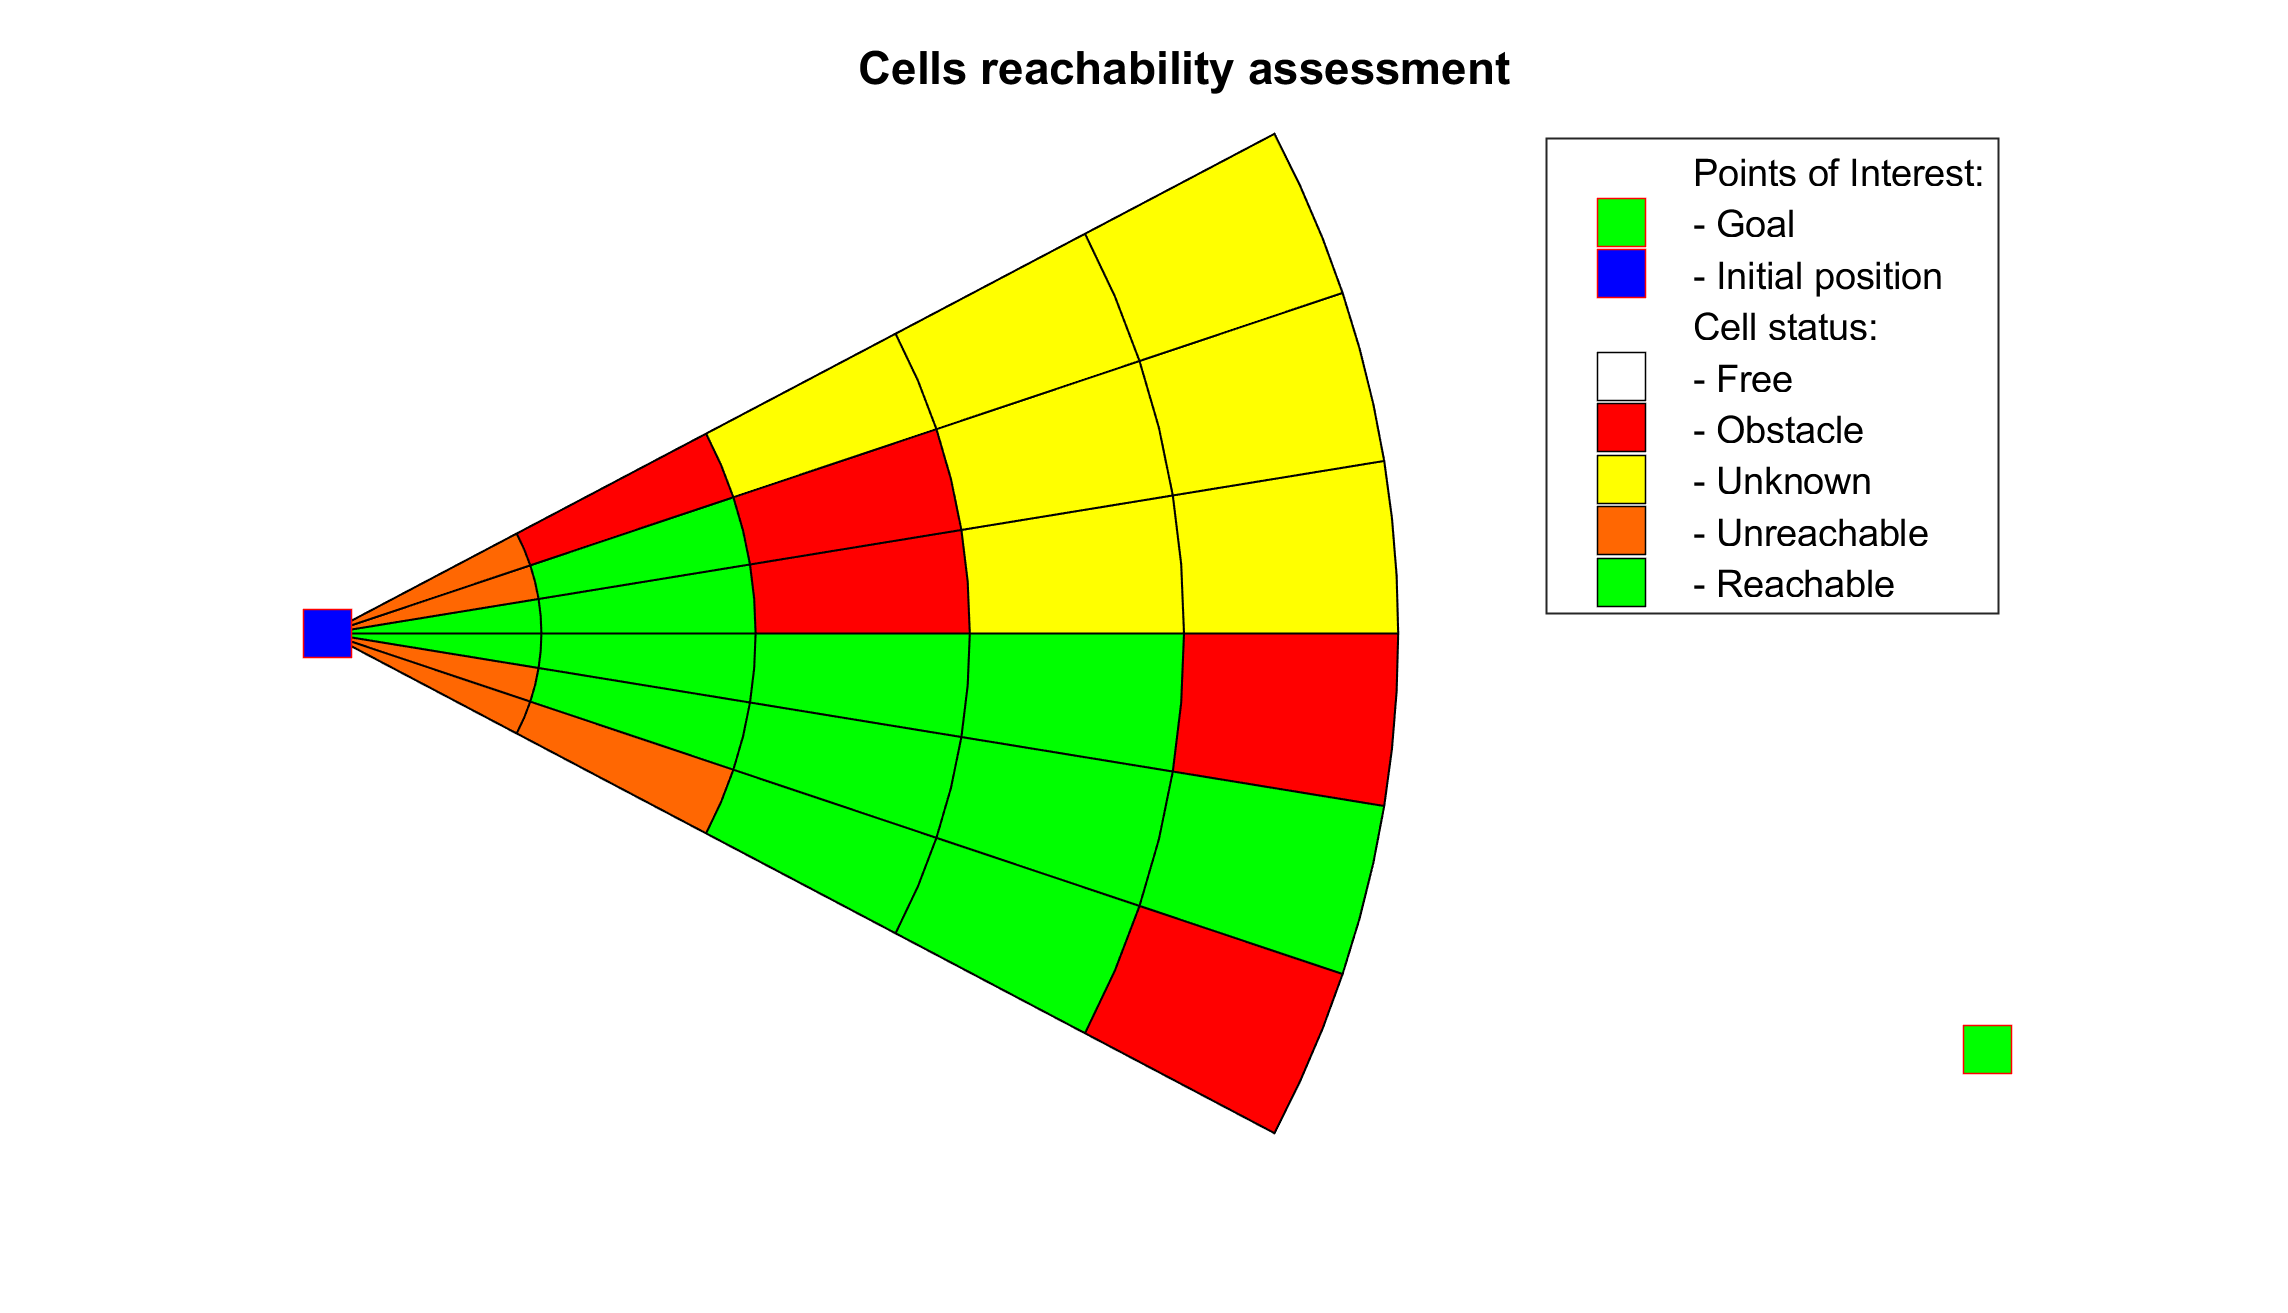 Cells reachability assessment
Points of Interest:
- Goal
- Initial position
Cell status:
- Free
- Obstacle
- Unknown
- Unreachable
- Reachable